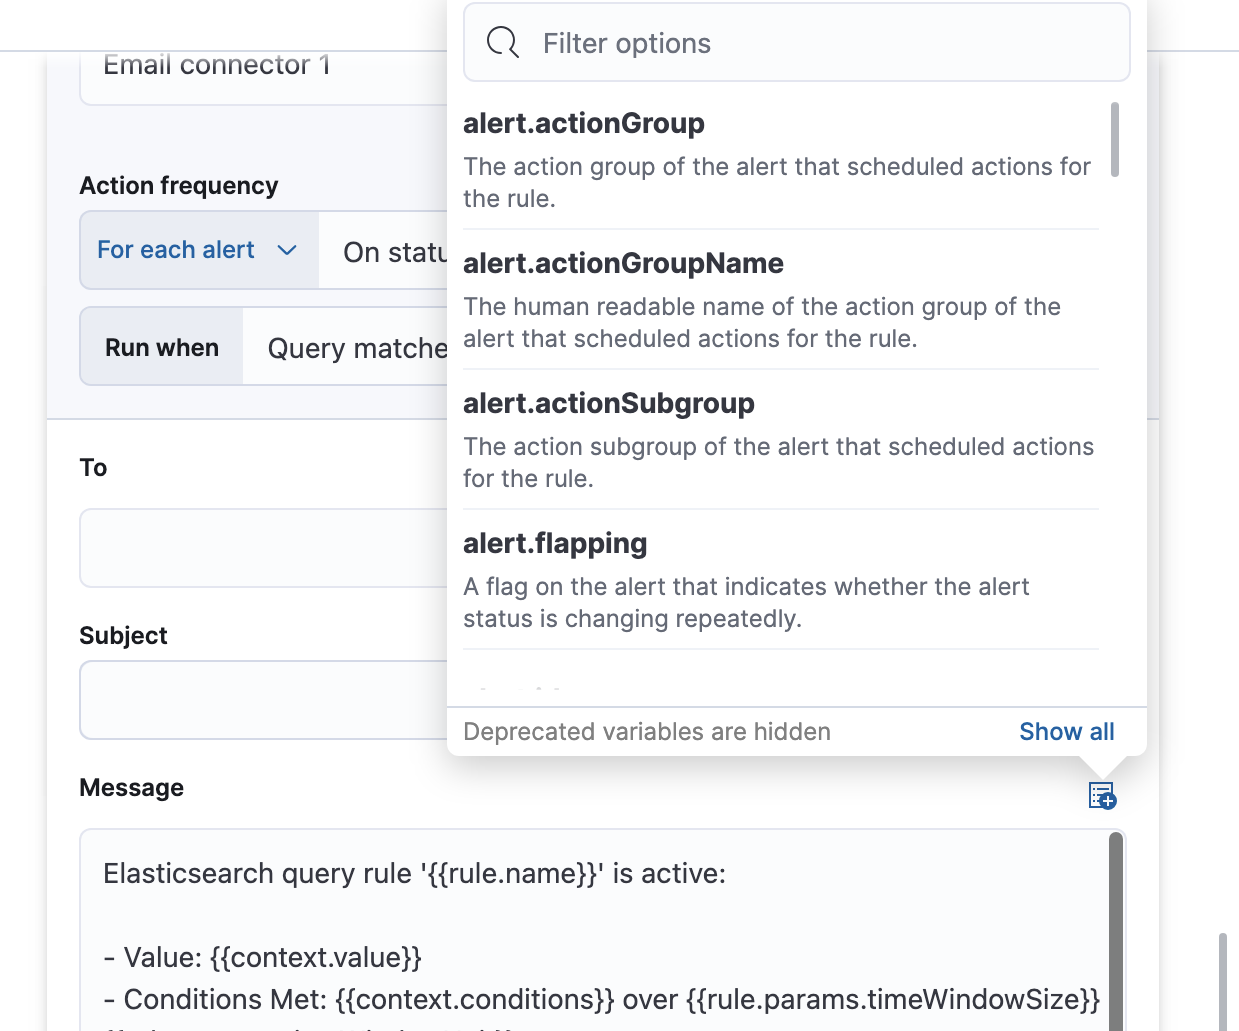 Filter options
Email connector 1
alert.actionGroup
The action group of the alert that scheduled actions for
the rule.
Action frequency
For each alert
On statu
alert.actionGroupName
The human readable name of the action group of the
alert that scheduled actions for the rule.
Run when
Query matche
alert.actionSubgroup
The action subgroup of the alert that scheduled actions
for the rule.
To
alert.flapping
A flag on the alert that indicates whether the alert
status is changing repeatedly.
Subject
Deprecated variables are hidden
Show all
Message
Elasticsearch query rule '{{rule.name}}' is active:
- Value: {{context.value}}
- Conditions Met: {{context.conditions}} over {{rule.params.timeWindowSize}}